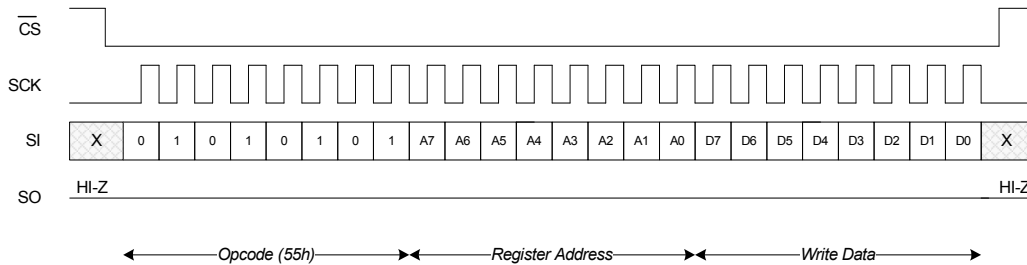 CS
SCK
SI X 0 1 0 1 0 1 0 1 A7 A6 A5 A4 A3 A2 A1 A0 D7 D6 D5 D4 D3 D2 D1 D0 X
HI-Z HI-Z
SO
Opcode (55h) Register Address Write Data